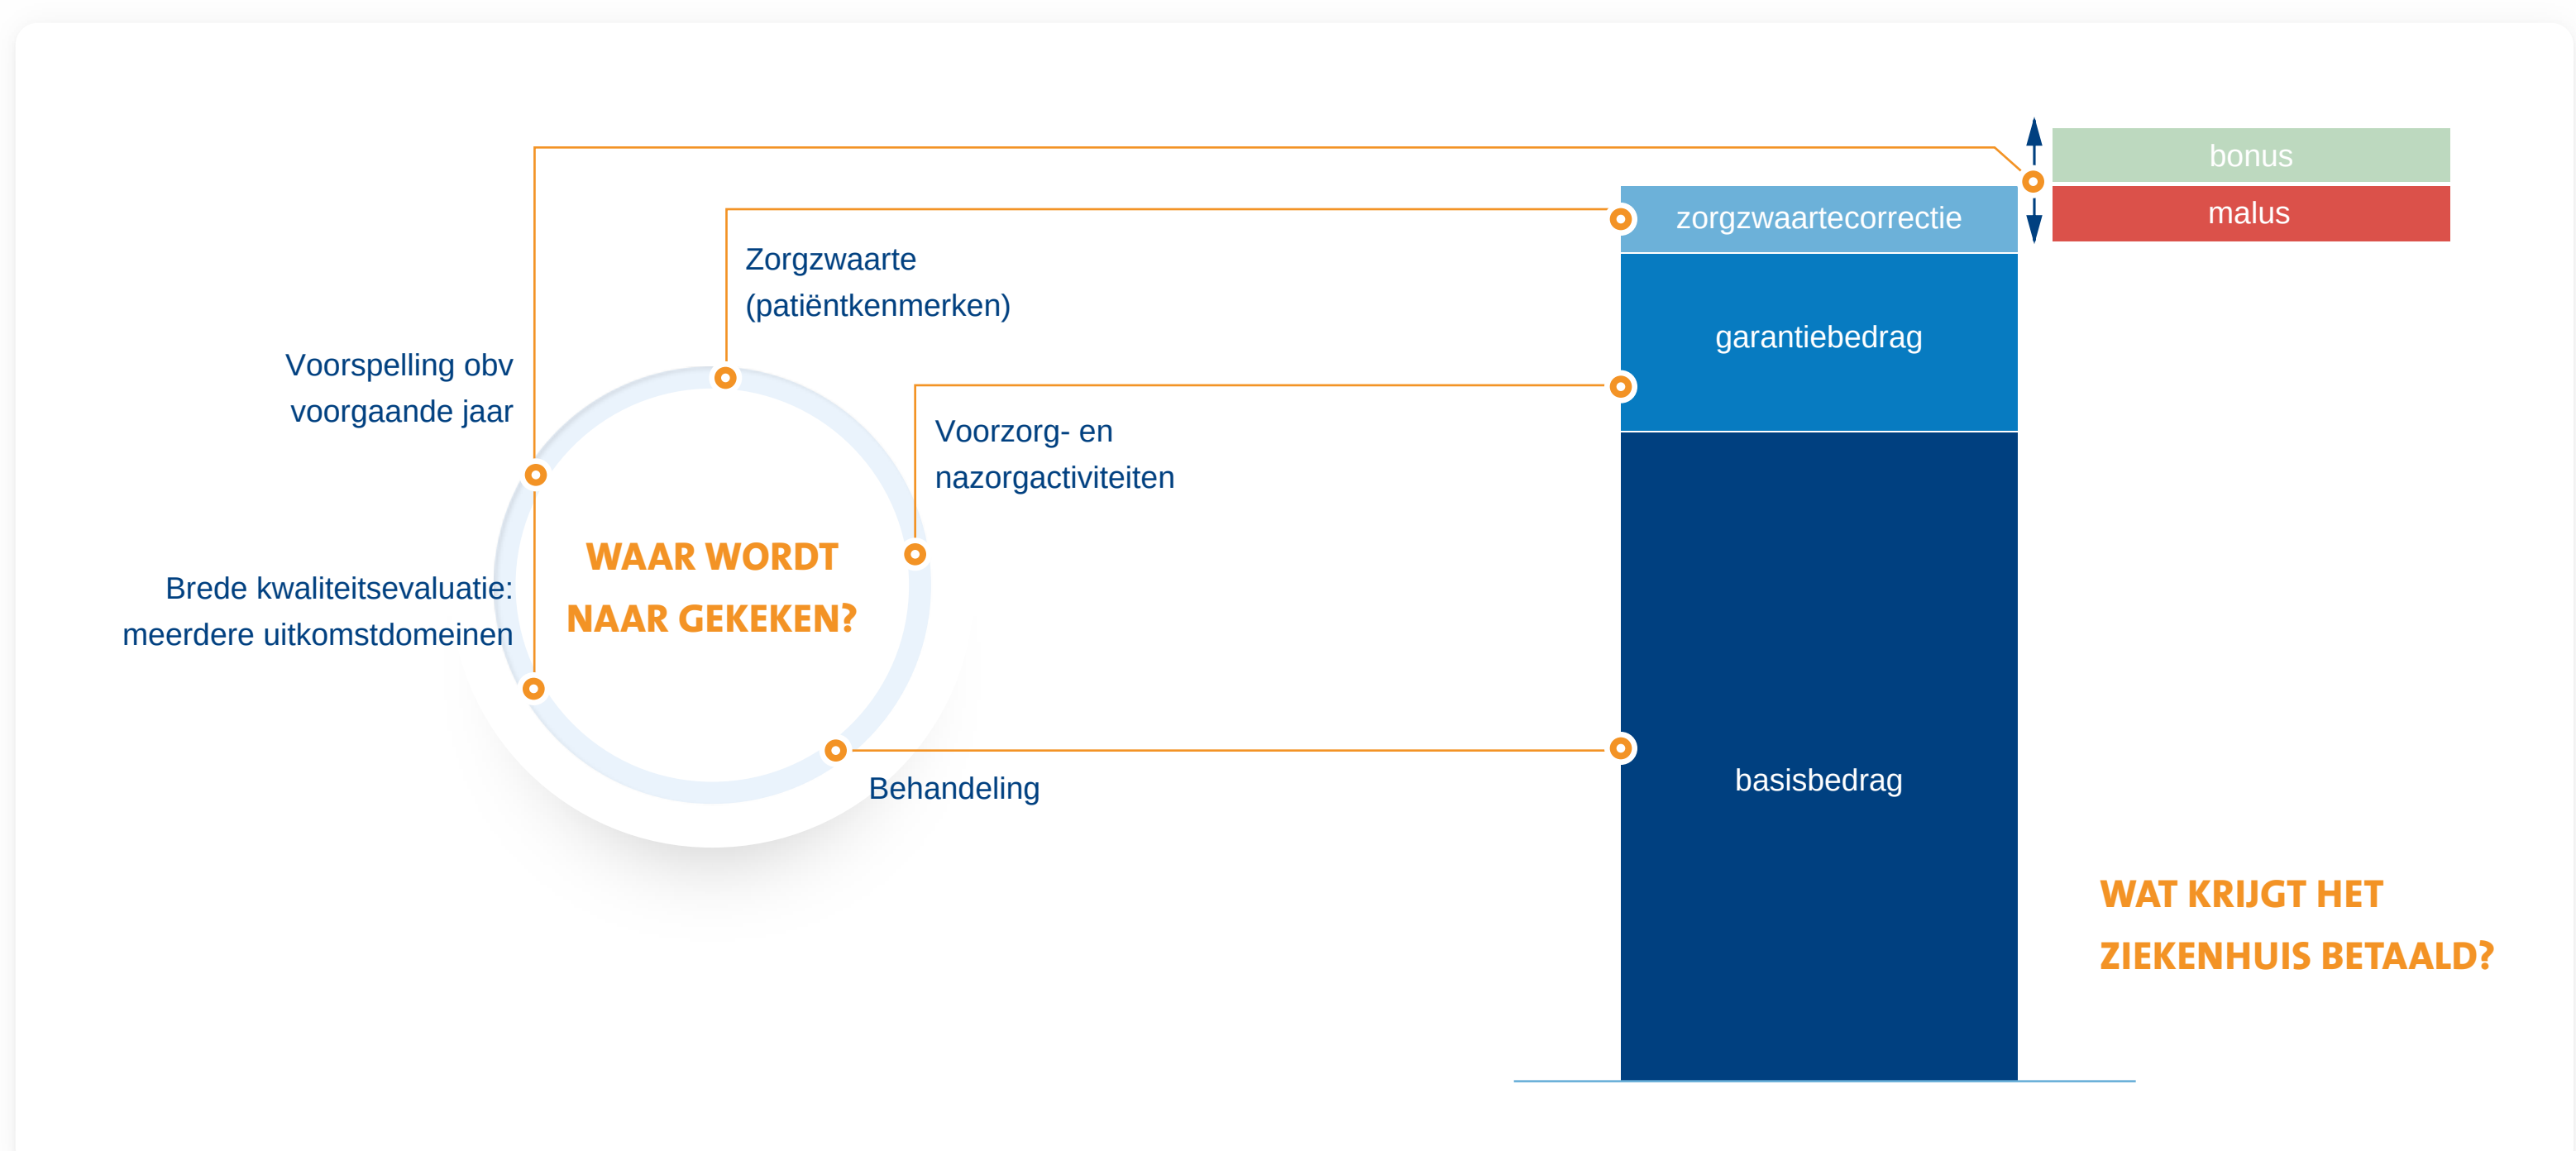 Zorgzwaarte
(patiëntkenmerken)
Voorspelling obv
voorgaande jaar
Voorzorg- en
nazorgactiviteiten
WAAR WORDT
NAAR GEKEKEN?
Brede kwaliteitsevaluatie:
meerdere uitkomstdomeinen
Behandeling
bonus
malus
zorgzwaartecorrectie
garantiebedrag
basisbedrag
WAT KRIJGT HET
ZIEKENHUIS BETAALD?